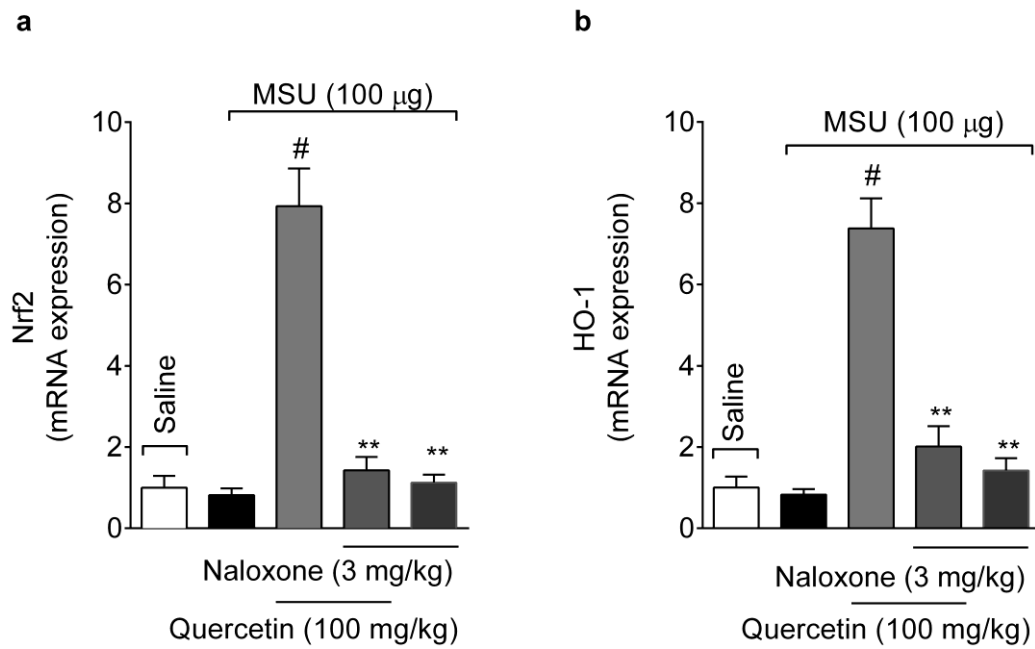 a
MSU (100 μg)
10
8
6
4
2
0
Nrf2
(mRNA expression)
Saline
#
**
**
Naloxone (3 mg/kg)
Quercetin (100 mg/kg)
b
MSU (100 μg)
10
8
6
4
2
0
HO-1
(mRNA expression)
Saline
#
**
**
Naloxone (3 mg/kg)
Quercetin (100 mg/kg)